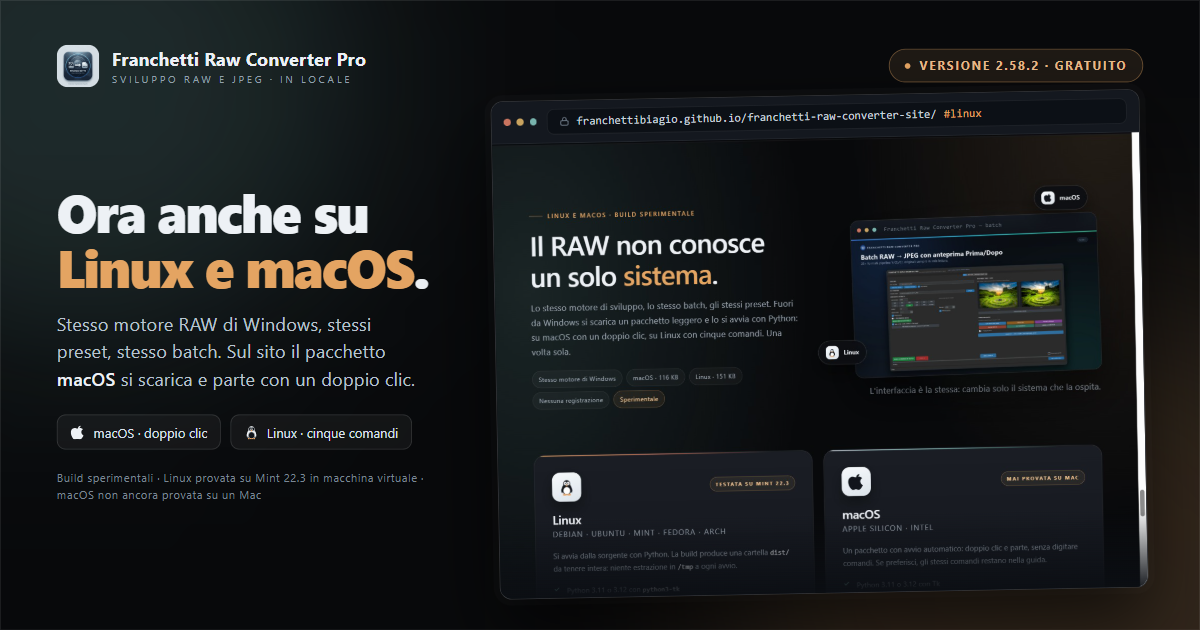 Franchetti Raw Converter Pro
SVILUPPO RAW E JPEG · IN LOCALE
VERSIONE 2.58.2 · GRATUITO
Ora anche su
Linux e macOS.
Stesso motore RAW di Windows, stessi
preset, stesso batch. Sul sito il pacchetto
macOS si scarica e parte con un doppio clic.
macOS · doppio clic
Linux · cinque comandi
Build sperimentali · Linux provata su Mint 22.3 in macchina virtuale ·
macOS non ancora provata su un Mac
franchettibiagio.github.io/franchetti-raw-converter-site/ #linux
LINUX E MACOS · BUILD SPERIMENTALE
Il RAW non conosce
un solo sistema.
Lo stesso motore di sviluppo, lo stesso batch, gli stessi preset. Fuori
da Windows si scarica un pacchetto leggero e lo si avvia con Python:
su macOS con un doppio clic, su Linux con cinque comandi. Una
volta sola.
Stesso motore di Windows
macOS · 116 KB
Linux · 151 KB
Nessuna registrazione
Sperimentale
macOS
Franchetti Raw Converter Pro - batch
Batch RAW → JPEG con anteprima Prima/Dopo
Linux
L'interfaccia è la stessa: cambia solo il sistema che la ospita.
TESTATA SU MINT 22.3
Linux
DEBIAN · UBUNTU · MINT · FEDORA · ARCH
Si avvia dalla sorgente con Python. La build produce una cartella dist/
da tenere intera: niente estrazione in /tmp a ogni avvio.
MAI PROVATA SU MAC
macOS
APPLE SILICON · INTEL
Un pacchetto con avvio automatico: doppio clic e parte, senza digitare
comandi. Se preferisci, gli stessi comandi restano nella guida.